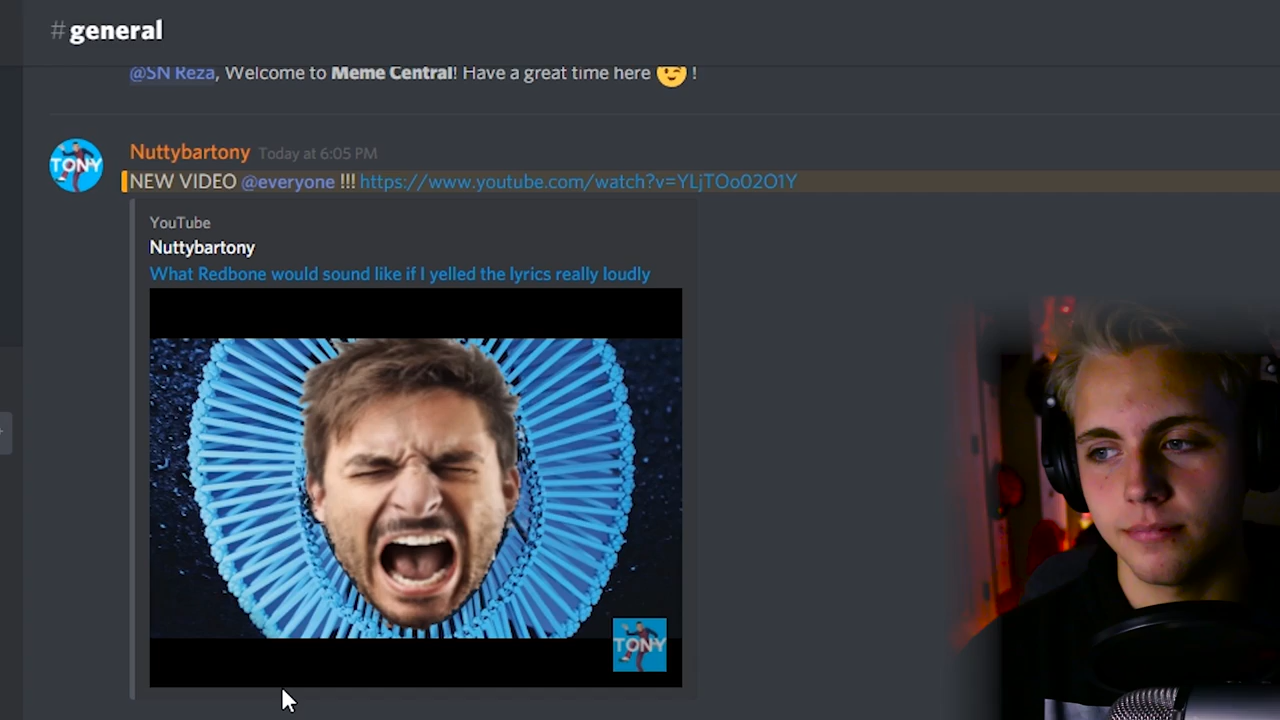 #general
@SN Reza, Welcome to Meme Central! Have a great time here 😉 !
TONY
Nuttybartony Today at 6:05 PM
NEW VIDEO @everyone !!! https://www.youtube.com/watch?v=YLjTOo02O1Y
YouTube
Nuttybartony
What Redbone would sound like if I yelled the lyrics really loudly
TONY